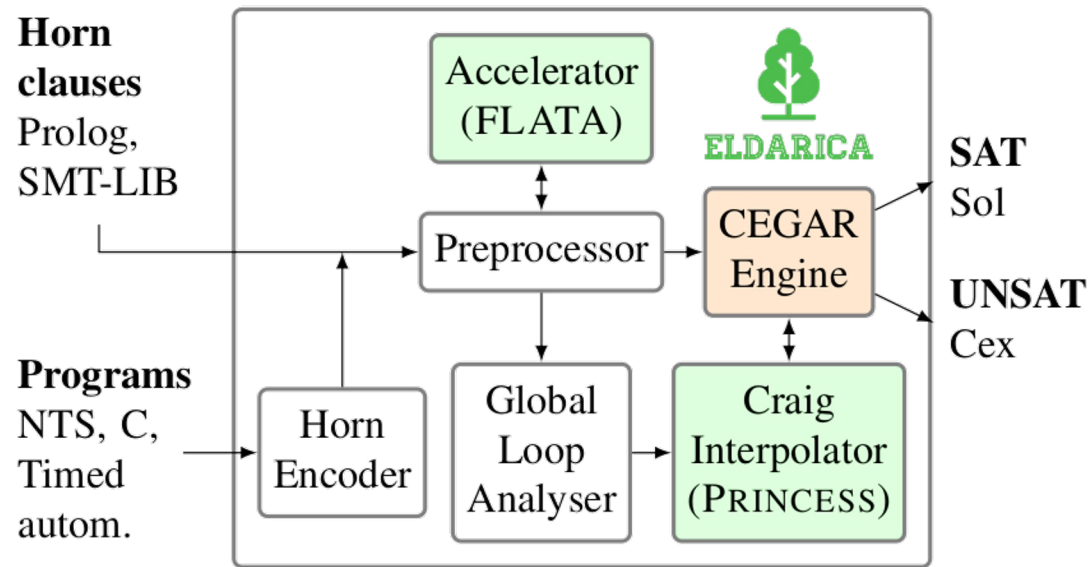 Horn
clauses
Prolog,
SMT-LIB
Accelerator
(FLATA)
ELDARICA
Preprocessor
CEGAR
Engine
SAT
Sol
UNSAT
Cex
Programs
NTS, C,
Timed
autom.
Horn
Encoder
Global
Loop
Analyser
Craig
Interpolator
(PRINCESS)